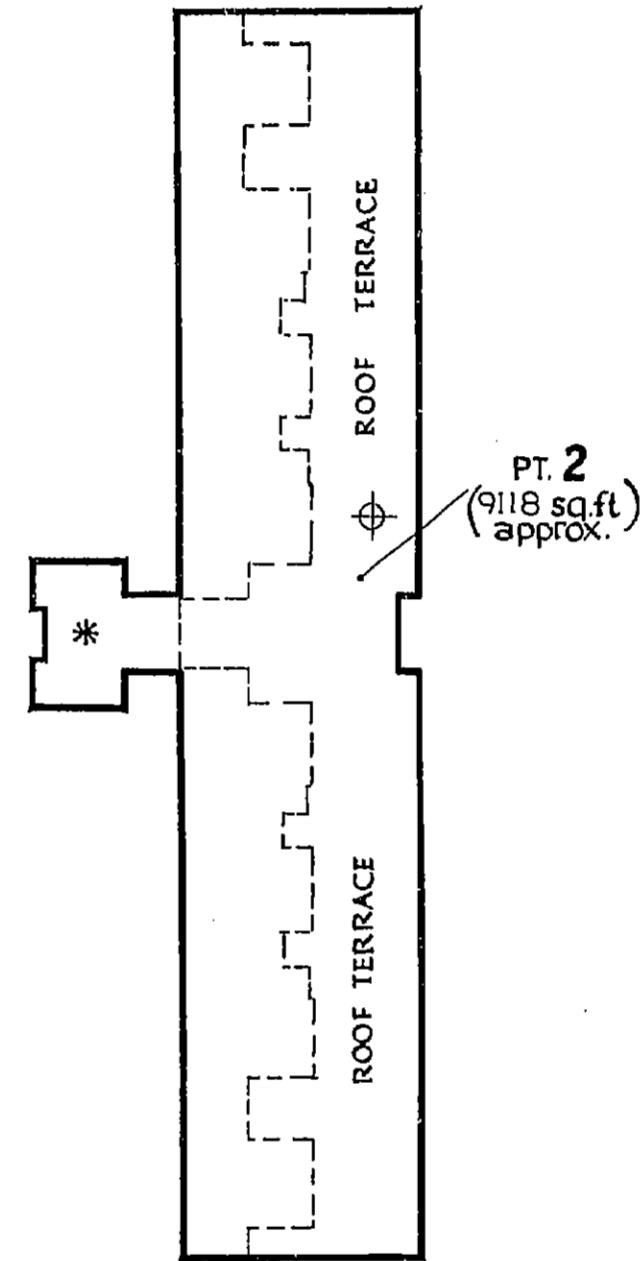 ROOF TERRACE
PT. 2
(9118 sq.ft)
approx.
*
ROOF TERRACE